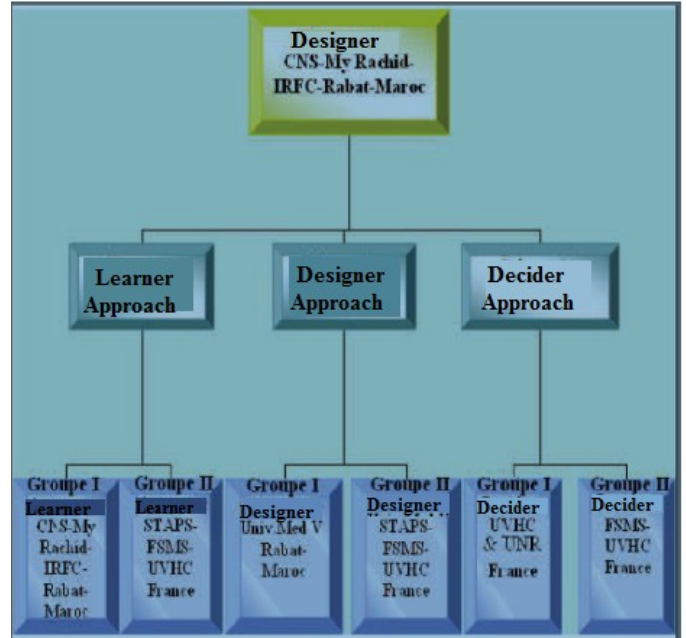 Designer
CNS-My Rachid-
IRFC-Rabat-Maroc
Learner
Approach
Designer
Approach
Decider
Approach
Groupe I
Learner
CNS-My
Rachid-
IRFC-
Rabat-
Maroc
Groupe II
Learner
STAPS-
FSMS-
UVHC
France
Groupe I
Designer
Univ.Med V
Rabat-
Maroc
Groupe II
Designer
STAPS-
FSMS-
UVHC
France
Groupe I
Decider
UVHC
& UNR
France
Groupe II
Decider
FSMS-
UVHC
France